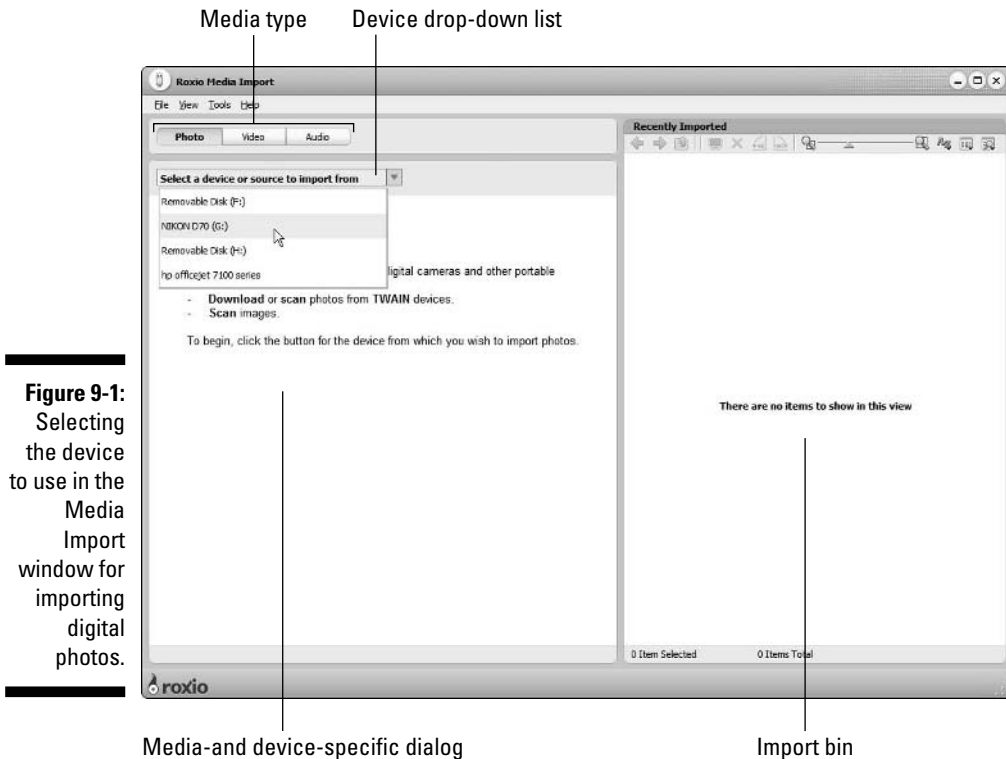 Media type
Device drop-down list
Roxio Media Import
File View Tools Help
Photo Video Audio
Recently Imported
Select a device or source to import from
Removable Disk (F:)
NIKON D70 (G:)
Removable Disk (H:)
hp officejet 7100 series
digital cameras and other portable
- Download or scan photos from TWAIN devices.
- Scan images.
To begin, click the button for the device from which you wish to import photos.
There are no items to show in this view
0 Item Selected 0 Items Total
roxio
Figure 9-1:
Selecting
the device
to use in the
Media
Import
window for
importing
digital
photos.
Media-and device-specific dialog
Import bin